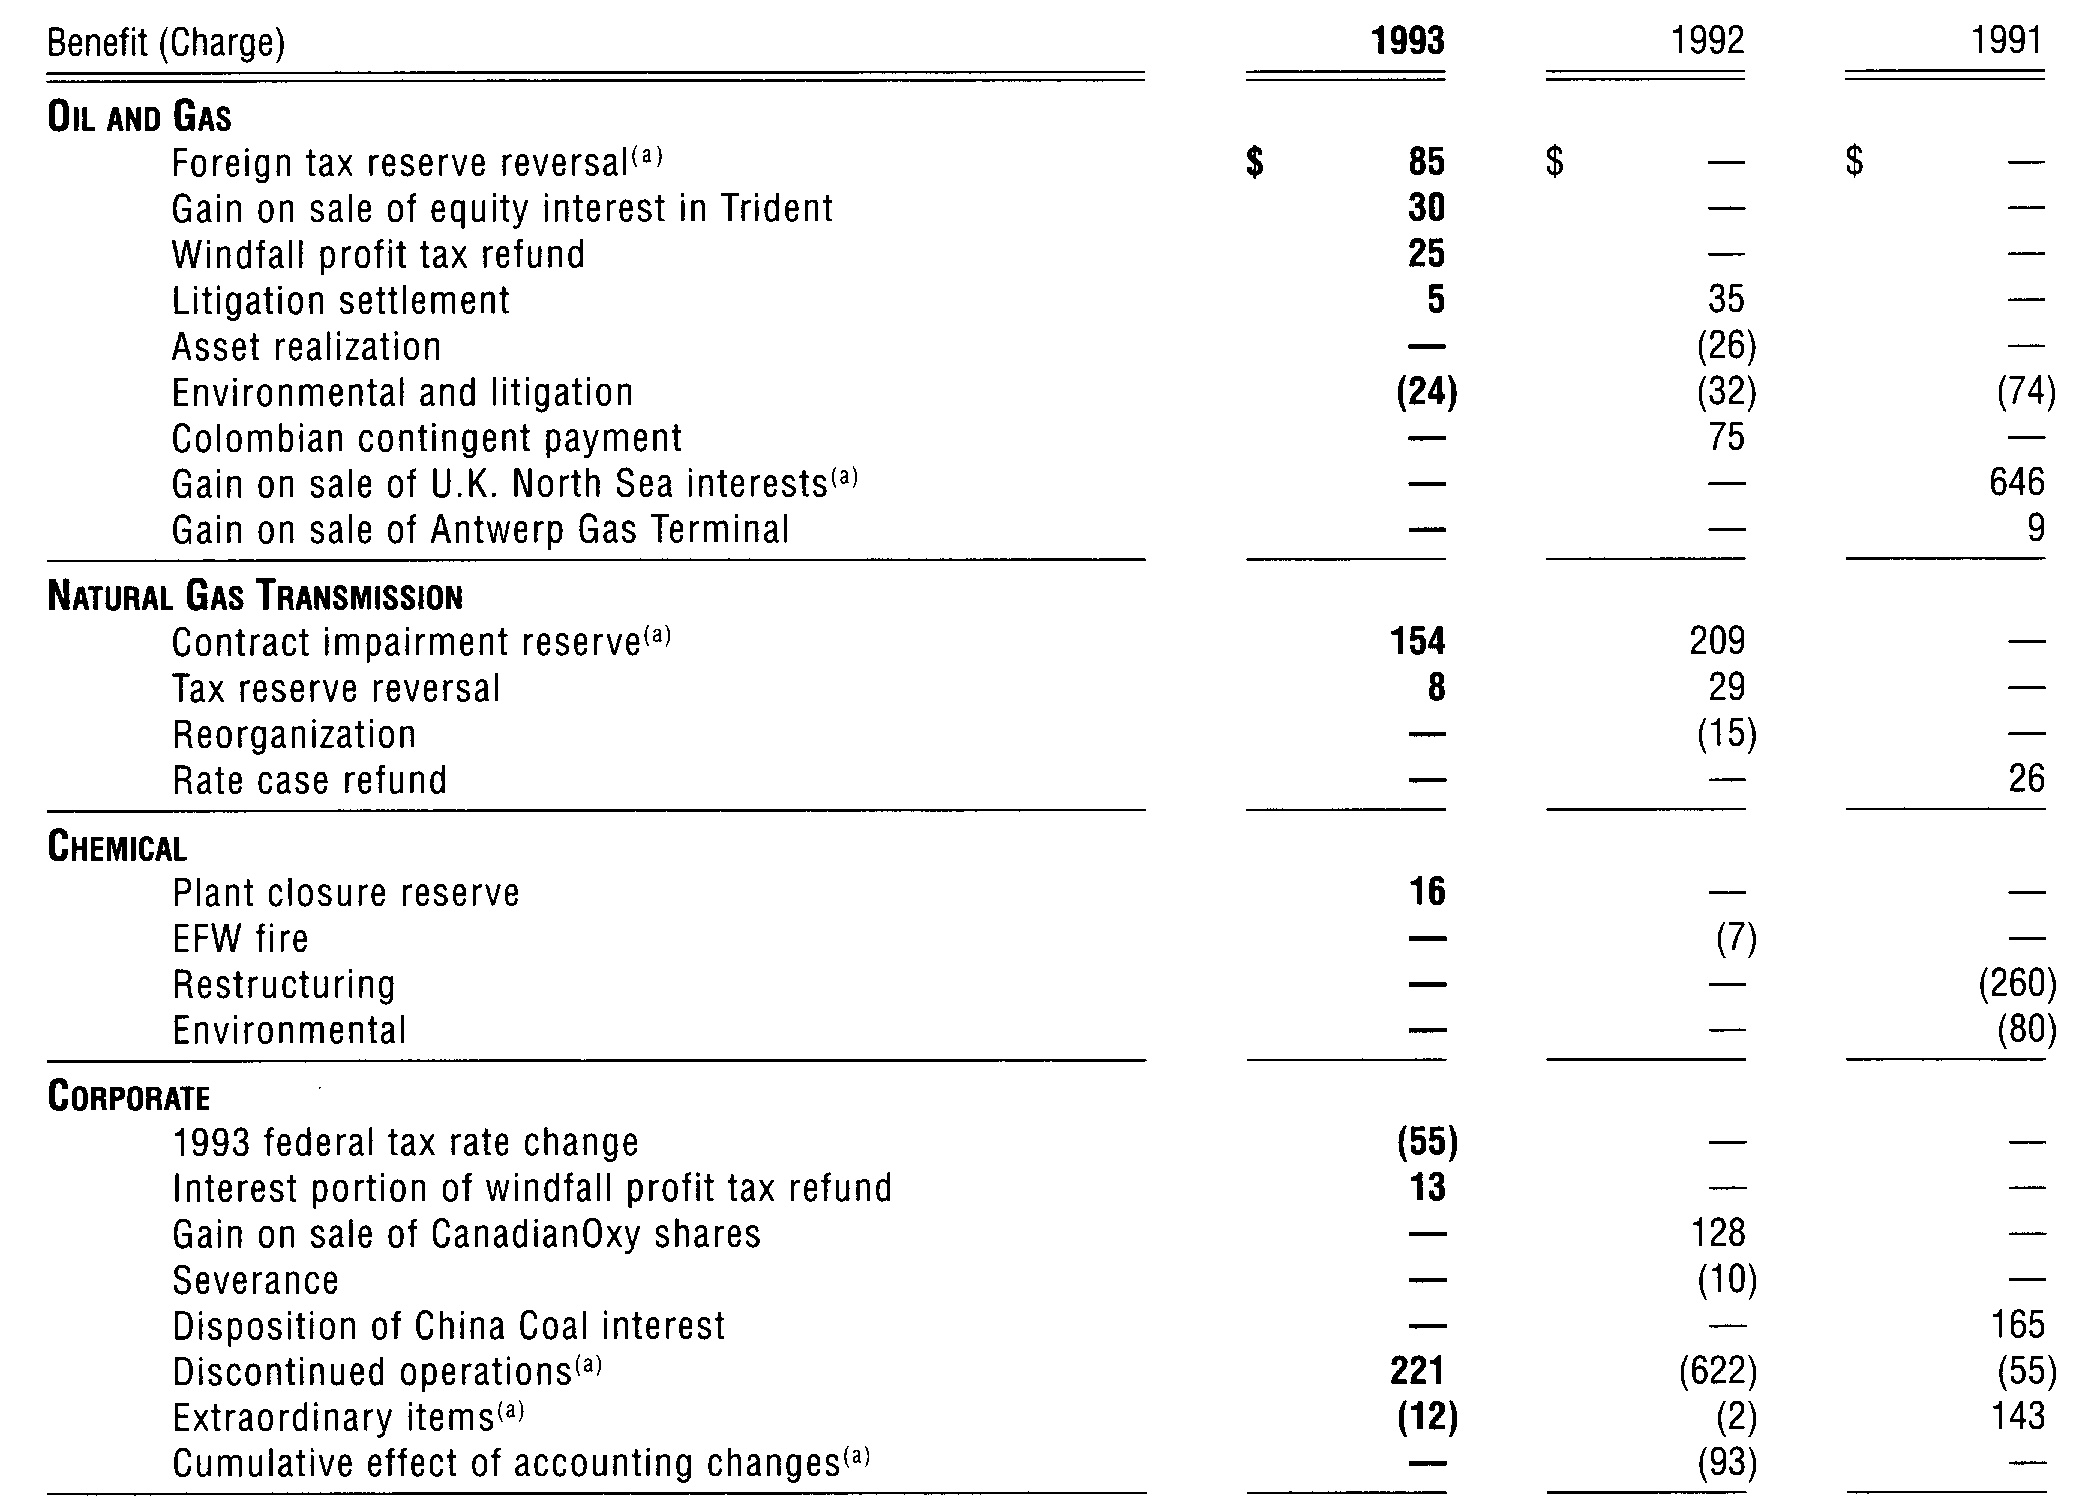 Benefit (Charge) 1993 1992 1991
OIL AND GAS
Foreign tax reserve reversal(a) $ 85 $ — $ —
Gain on sale of equity interest in Trident 30 — —
Windfall profit tax refund 25 — —
Litigation settlement 5 35 —
Asset realization — (26) —
Environmental and litigation (24) (32) (74)
Colombian contingent payment — 75 —
Gain on sale of U.K. North Sea interests(a) — — 646
Gain on sale of Antwerp Gas Terminal — — 9
NATURAL GAS TRANSMISSION
Contract impairment reserve(a) 154 209 —
Tax reserve reversal 8 29 —
Reorganization — (15) —
Rate case refund — — 26
CHEMICAL
Plant closure reserve 16 — —
EFW fire — (7) —
Restructuring — — (260)
Environmental — — (80)
CORPORATE
1993 federal tax rate change (55) — —
Interest portion of windfall profit tax refund 13 — —
Gain on sale of CanadianOxy shares — 128 —
Severance — (10) —
Disposition of China Coal interest — — 165
Discontinued operations(a) 221 (622) (55)
Extraordinary items(a) (12) (2) 143
Cumulative effect of accounting changes(a) — (93) —